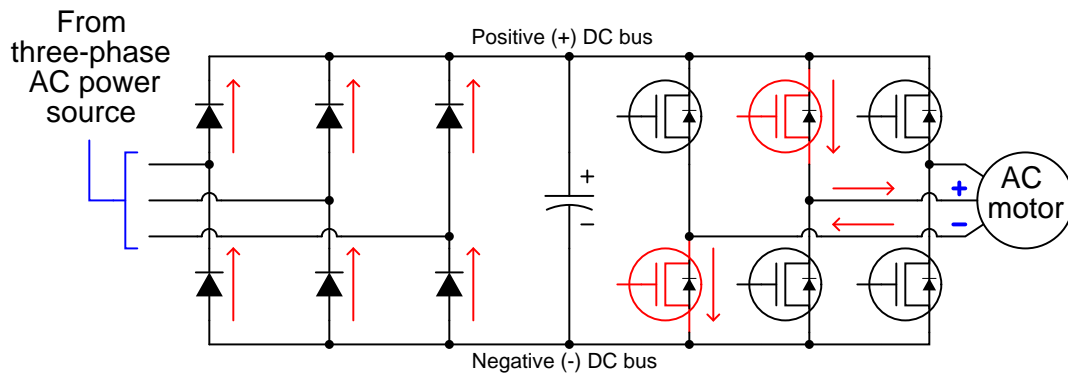 From
three-phase
AC power
source
Positive (+) DC bus
+
−
+
−
AC
motor
Negative (-) DC bus